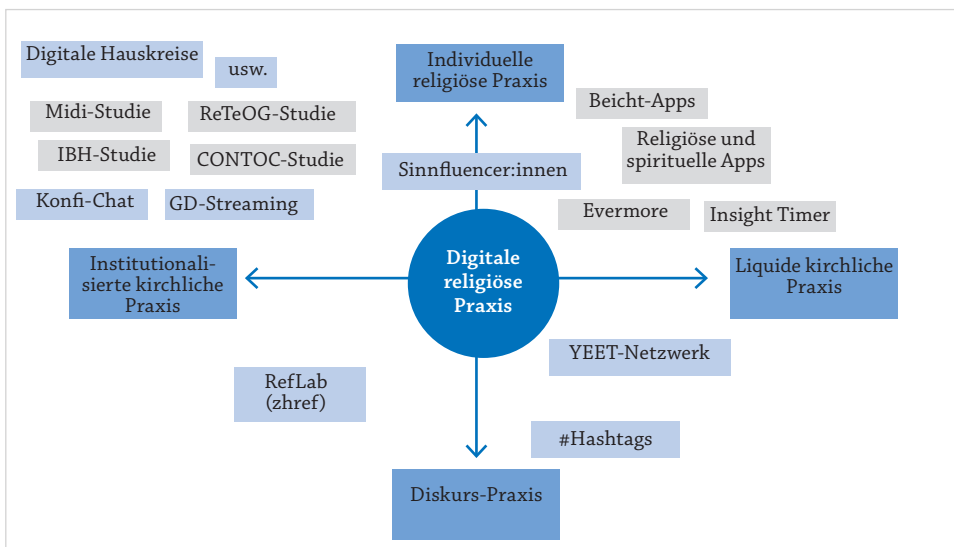 Digitale Hauskreise
usw.
Individuelle
religiöse Praxis
Beicht-Apps
Midi-Studie
ReTeOG-Studie
Religiöse und
spirituelle Apps
IBH-Studie
CONTOC-Studie
Sinnfluencer:innen
Konfi-Chat
GD-Streaming
Evermore
Insight Timer
Institutionali-
sierte kirchliche
Praxis
Digitale
religiöse
Praxis
Liquide kirchliche
Praxis
YEET-Netzwerk
RefLab
(zhref)
#Hashtags
Diskurs-Praxis